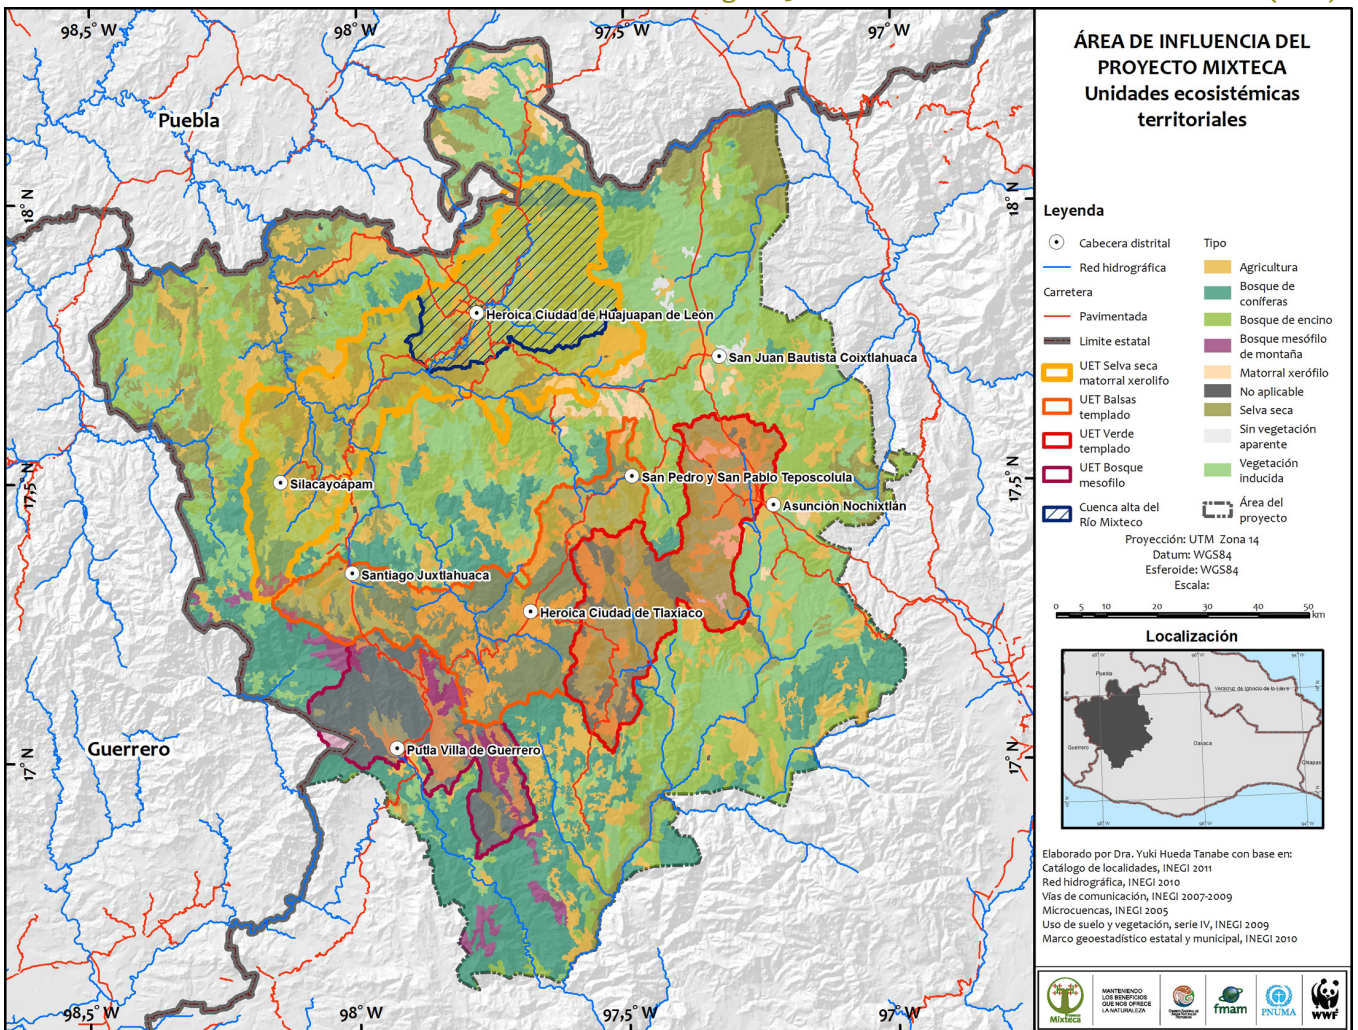 98,5° W
98° W
97,5° W
97° W
Puebla
18° N
18° N
Heroica Ciudad de Huajuapan de León
San Juan Bautista Coixtlahuaca
17,5° N
17,5° N
Silacayoápam
San Pedro y San Pablo Teposcolula
Asunción Nochixtlán
Santiago Juxtlahuaca
Heroica Ciudad de Tlaxiaco
Guerrero
Putla Villa de Guerrero
17° N
17° N
98,5° W
98° W
97,5° W
97° W
ÁREA DE INFLUENCIA DEL
PROYECTO MIXTECA
Unidades ecosistémicas
territoriales
Leyenda
Cabecera distrital
Red hidrográfica
Carretera
Pavimentada
Limite estatal
UET Selva seca
matorral xerolifo
UET Balsas
templado
UET Verde
templado
UET Bosque
mesofilo
Cuenca alta del
Río Mixteco
Tipo
Agricultura
Bosque de
coníferas
Bosque de encino
Bosque mesófilo
de montaña
Matorral xerófilo
No aplicable
Selva seca
Sin vegetación
aparente
Vegetación
inducida
Área del
proyecto
Proyección: UTM Zona 14
Datum: WGS84
Esferoide: WGS84
Escala:
0 5 10 20 30 40 50
km
Localización
Puebla
Veracruz de Ignacio de la Llave
Guerrero
Oaxaca
Chiapas
Elaborado por Dra. Yuki Hueda Tanabe con base en:
Catálogo de localidades, INEGI 2011
Red hidrográfica, INEGI 2010
Vías de comunicación, INEGI 2007-2009
Microcuencas, INEGI 2005
Uso de suelo y vegetación, serie IV, INEGI 2009
Marco geoestadístico estatal y municipal, INEGI 2010
Mixteca
MANTENIENDO
LOS BENEFICIOS
QUE NOS OFRECE
LA NATURALEZA
fmam
PNUMA
WWF